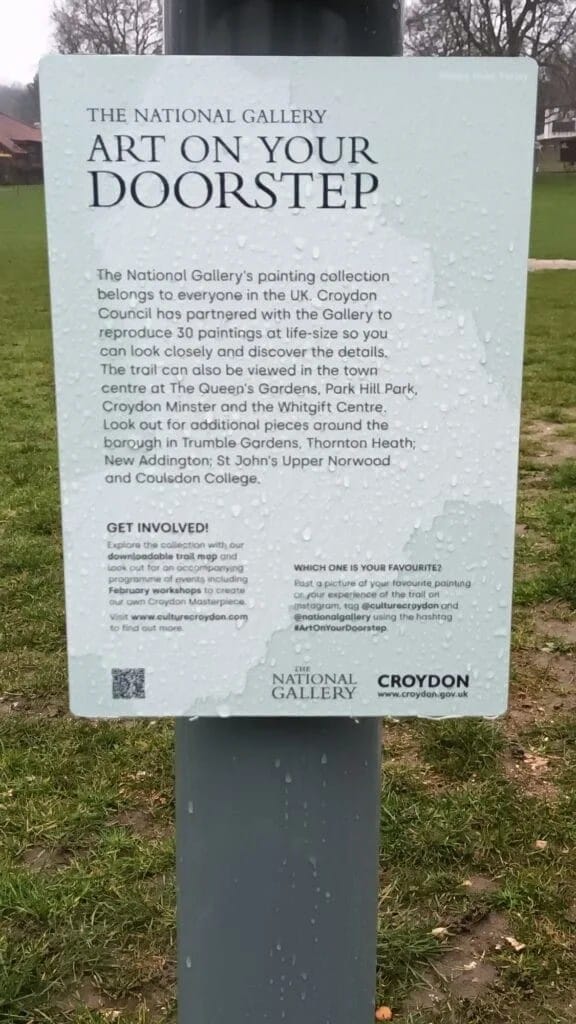 THE NATIONAL GALLERY
ART ON YOUR
DOORSTEP
The National Gallery's painting collection
belongs to everyone in the UK. Croydon
Council has partnered with the Gallery to
reproduce 30 paintings at life-size so you
can look closely and discover the details.
The trail can also be viewed in the town
centre at The Queen's Gardens, Park Hill Park,
Croydon Minster and the Whitgift Centre.
Look out for additional pieces around the
borough in Trumble Gardens, Thornton Heath;
New Addington; St John's Upper Norwood
and Coulsdon College.
GET INVOLVED!
Explore the collection with our
downloadable trail map and
look out for an accompanying
programme of events including
February workshops to create
our own Croydon Masterpiece.
Visit www.culturecroydon.com
to find out more.
WHICH ONE IS YOUR FAVOURITE?
Post a picture of your favourite painting
or your experience of the trail on
Instagram, tag @culturecroydon and
@nationalgallery using the hashtag
#ArtOnYourDoorstep.
THE
NATIONAL
GALLERY
CROYDON
www.croydon.gov.uk